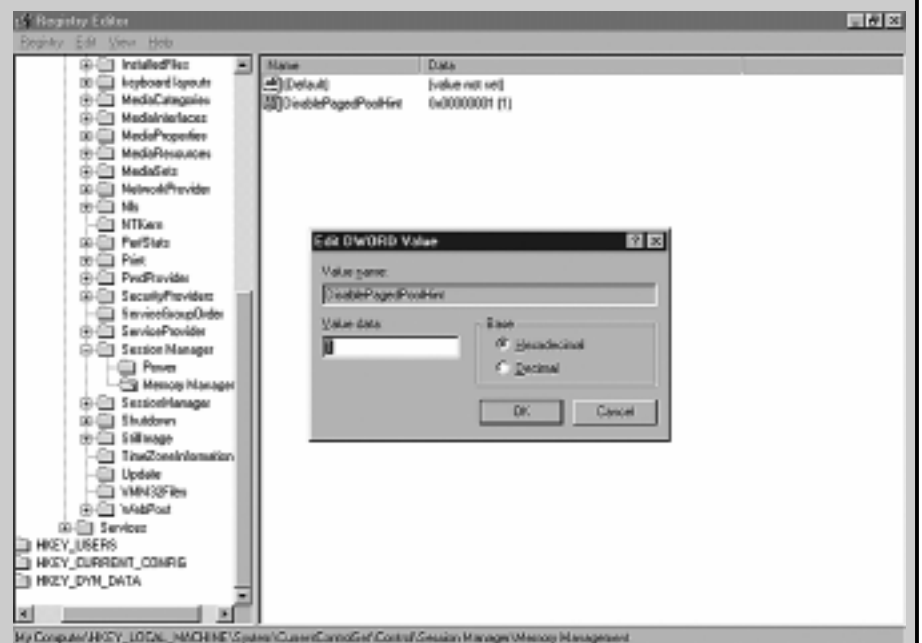 Registry Editor
Registry Edit View Help
InstalledFiles
keyboard layouts
MediaCategories
MediaInterfaces
MediaProperties
MediaResources
MediaSets
NetworkProvider
Nls
NTKern
PerfStats
Print
PwdProvider
SecurityProviders
ServiceGroupOrder
ServiceProvider
Session Manager
Power
Memory Manager
SessionManager
Shutdown
StillImage
TimeZoneInformation
Update
VMM32Files
WebPost
Services
HKEY_USERS
HKEY_CURRENT_CONFIG
HKEY_DYN_DATA
Name Data
(Default) (value not set)
DisablePagedPoolHint 0x00000001 (1)
Edit DWORD Value
Value name:
DisablePagedPoolHint
Value data:
1
Base
Hexadecimal
Decimal
OK Cancel
My Computer\HKEY_LOCAL_MACHINE\System\CurrentControlSet\Control\Session Manager\Memory Management